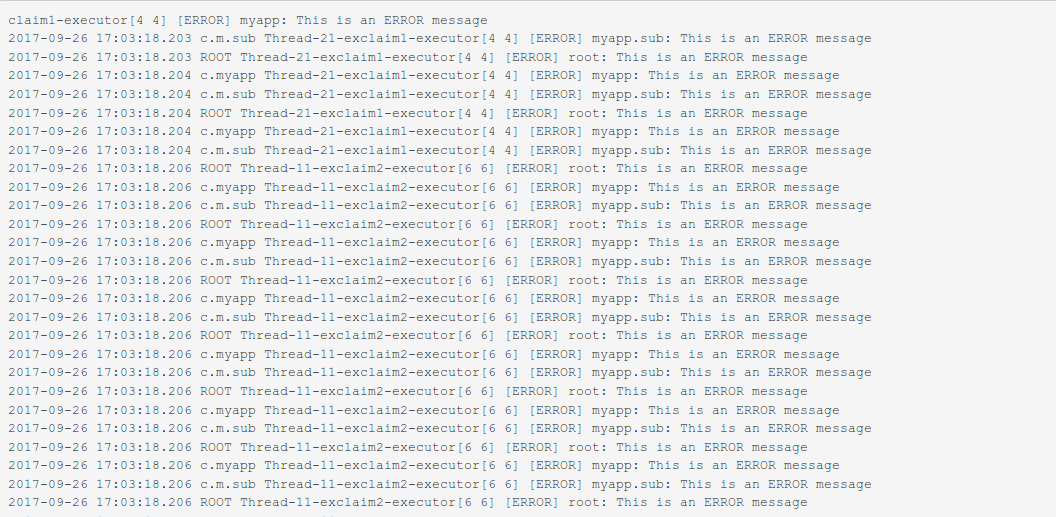 claim1-executor[4 4] [ERROR] myapp: This is an ERROR message
2017-09-26 17:03:18.203 c.m.sub Thread-21-exclaim1-executor[4 4] [ERROR] myapp.sub: This is an ERROR message
2017-09-26 17:03:18.203 ROOT Thread-21-exclaim1-executor[4 4] [ERROR] root: This is an ERROR message
2017-09-26 17:03:18.204 c.myapp Thread-21-exclaim1-executor[4 4] [ERROR] myapp: This is an ERROR message
2017-09-26 17:03:18.204 c.m.sub Thread-21-exclaim1-executor[4 4] [ERROR] myapp.sub: This is an ERROR message
2017-09-26 17:03:18.204 ROOT Thread-21-exclaim1-executor[4 4] [ERROR] root: This is an ERROR message
2017-09-26 17:03:18.204 c.myapp Thread-21-exclaim1-executor[4 4] [ERROR] myapp: This is an ERROR message
2017-09-26 17:03:18.204 c.m.sub Thread-21-exclaim1-executor[4 4] [ERROR] myapp.sub: This is an ERROR message
2017-09-26 17:03:18.206 ROOT Thread-11-exclaim2-executor[6 6] [ERROR] root: This is an ERROR message
2017-09-26 17:03:18.206 c.myapp Thread-11-exclaim2-executor[6 6] [ERROR] myapp: This is an ERROR message
2017-09-26 17:03:18.206 c.m.sub Thread-11-exclaim2-executor[6 6] [ERROR] myapp.sub: This is an ERROR message
2017-09-26 17:03:18.206 ROOT Thread-11-exclaim2-executor[6 6] [ERROR] root: This is an ERROR message
2017-09-26 17:03:18.206 c.myapp Thread-11-exclaim2-executor[6 6] [ERROR] myapp: This is an ERROR message
2017-09-26 17:03:18.206 c.m.sub Thread-11-exclaim2-executor[6 6] [ERROR] myapp.sub: This is an ERROR message
2017-09-26 17:03:18.206 ROOT Thread-11-exclaim2-executor[6 6] [ERROR] root: This is an ERROR message
2017-09-26 17:03:18.206 c.myapp Thread-11-exclaim2-executor[6 6] [ERROR] myapp: This is an ERROR message
2017-09-26 17:03:18.206 c.m.sub Thread-11-exclaim2-executor[6 6] [ERROR] myapp.sub: This is an ERROR message
2017-09-26 17:03:18.206 ROOT Thread-11-exclaim2-executor[6 6] [ERROR] root: This is an ERROR message
2017-09-26 17:03:18.206 c.myapp Thread-11-exclaim2-executor[6 6] [ERROR] myapp: This is an ERROR message
2017-09-26 17:03:18.206 c.m.sub Thread-11-exclaim2-executor[6 6] [ERROR] myapp.sub: This is an ERROR message
2017-09-26 17:03:18.206 ROOT Thread-11-exclaim2-executor[6 6] [ERROR] root: This is an ERROR message
2017-09-26 17:03:18.206 c.myapp Thread-11-exclaim2-executor[6 6] [ERROR] myapp: This is an ERROR message
2017-09-26 17:03:18.206 c.m.sub Thread-11-exclaim2-executor[6 6] [ERROR] myapp.sub: This is an ERROR message
2017-09-26 17:03:18.206 ROOT Thread-11-exclaim2-executor[6 6] [ERROR] root: This is an ERROR message
2017-09-26 17:03:18.206 c.myapp Thread-11-exclaim2-executor[6 6] [ERROR] myapp: This is an ERROR message
2017-09-26 17:03:18.206 c.m.sub Thread-11-exclaim2-executor[6 6] [ERROR] myapp.sub: This is an ERROR message
2017-09-26 17:03:18.206 ROOT Thread-11-exclaim2-executor[6 6] [ERROR] root: This is an ERROR message